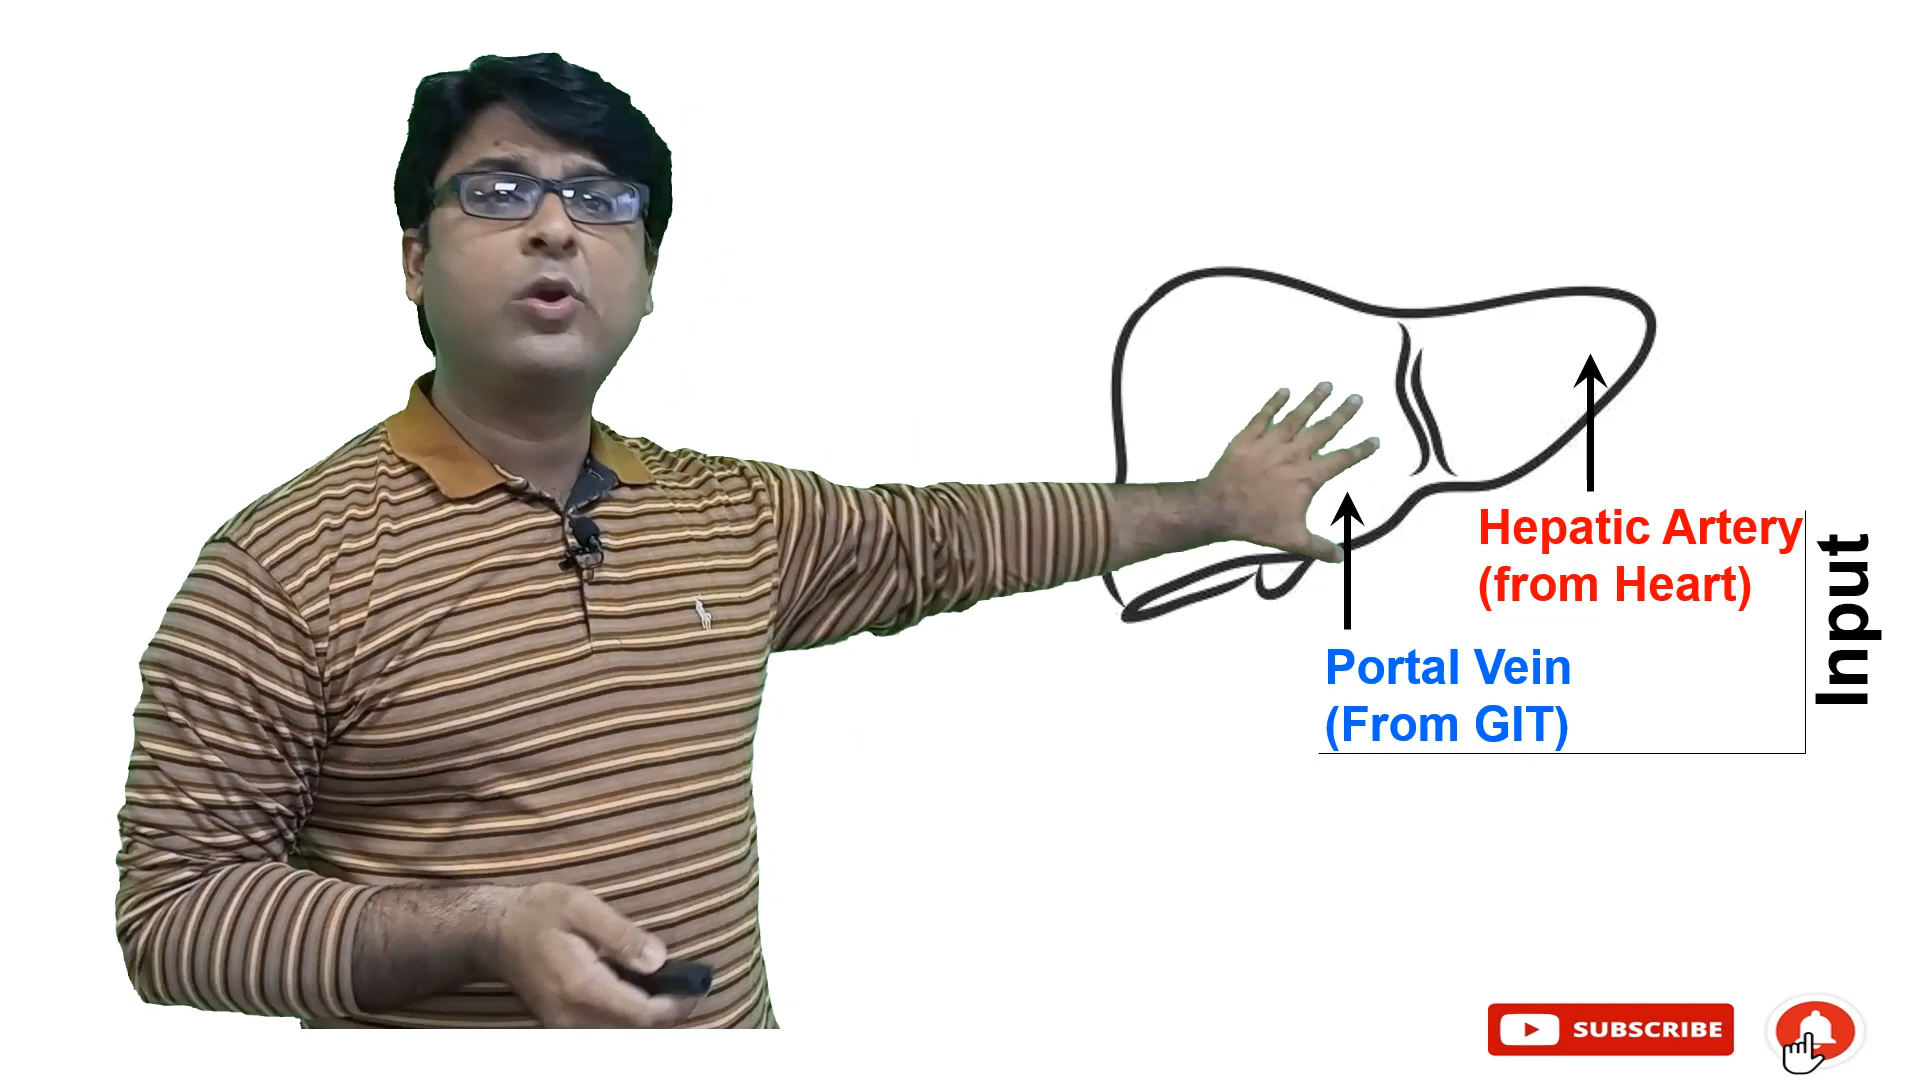 Hepatic Artery
(from Heart)
Input
Portal Vein
(From GIT)
SUBSCRIBE